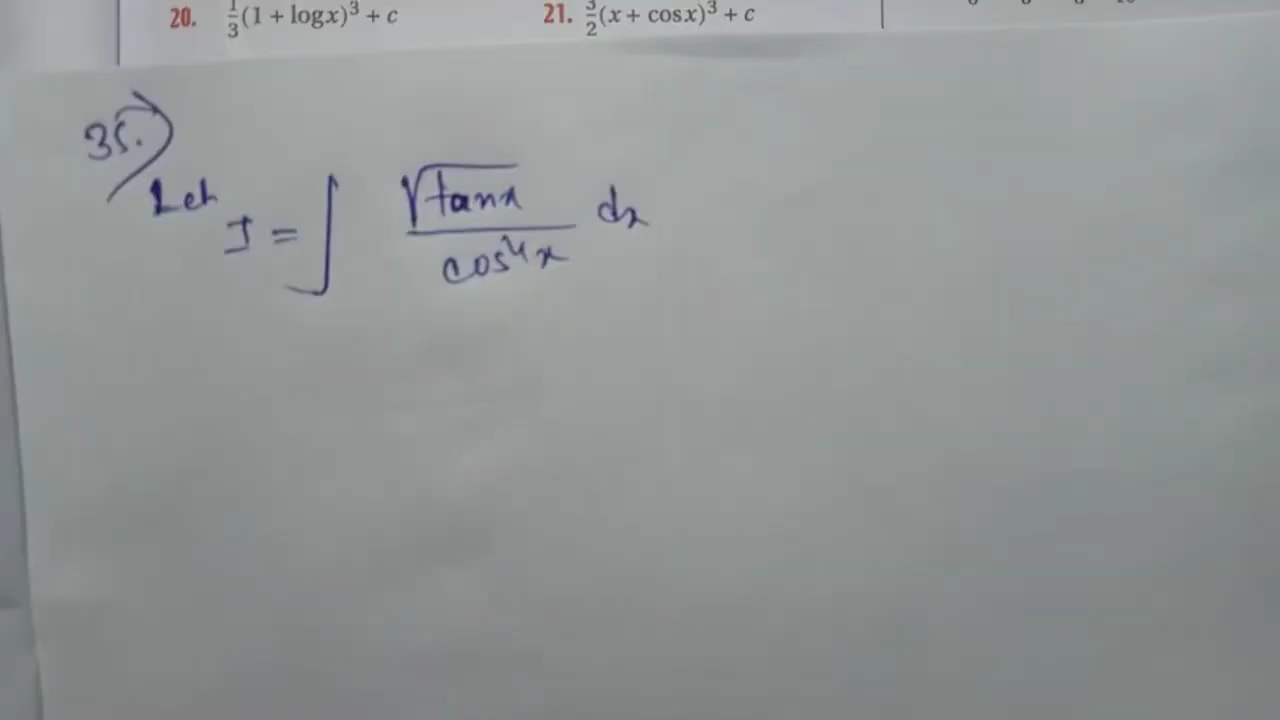 20. 1/3(1 + logx)³ + c 21. 3/2(x + cosx)³ + c
35.
Let
I = ∫ √tanx / cos⁴x dx